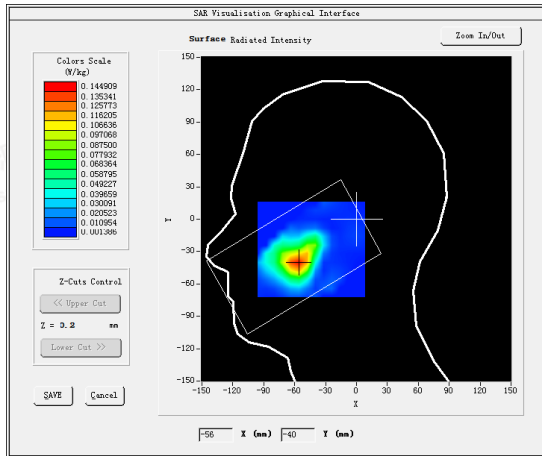 SAR Visualisation Graphical Interface
Surface Radiated Intensity
Zoom In/Out
Colors Scale
(W/kg)
0.144909
0.135341
0.125773
0.116205
0.106636
0.097068
0.087500
0.077932
0.068364
0.058795
0.049227
0.039659
0.030091
0.020523
0.010954
0.001386
Z-Cuts Control
<< Upper Cut
Z = 0.2 mm
Lower Cut >>
SAVE Cancel
150
120
90
60
30
0
-30
-60
-90
-120
-150
Y
-150 -120 -90 -60 -30 0 30 60 90 120 150
X
-56 X (mm) -40 Y (mm)